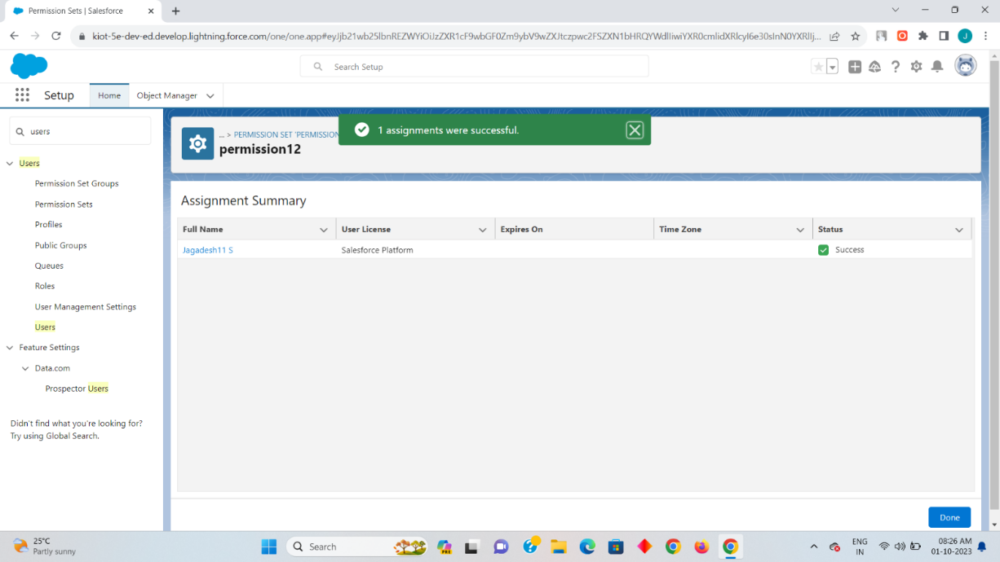 Permission Sets | Salesforce
kiot-5e-dev-ed.develop.lightning.force.com/one/one.app#eyJjb21wb25lbnREZWYiOiJzZXR1cF9wbGF0Zm9ybV9wZXJtczpwc2FSZXN1bHRQYWdlIiwiYXR0cmlidXRlcyI6e30sInN0YXRlIj...
J
Search Setup
Setup
Home
Object Manager
users
Users
Permission Set Groups
Permission Sets
Profiles
Public Groups
Queues
Roles
User Management Settings
Users
Feature Settings
Data.com
Prospector Users
Didn't find what you're looking for?
Try using Global Search.
... > PERMISSION SET 'PERMISSION
permission12
1 assignments were successful.
Assignment Summary
Full Name User License Expires On Time Zone Status
Jagadesh11 S Salesforce Platform Success
Done
25°C
Partly sunny
Search
PRE
ENG
IN
08:26 AM
01-10-2023